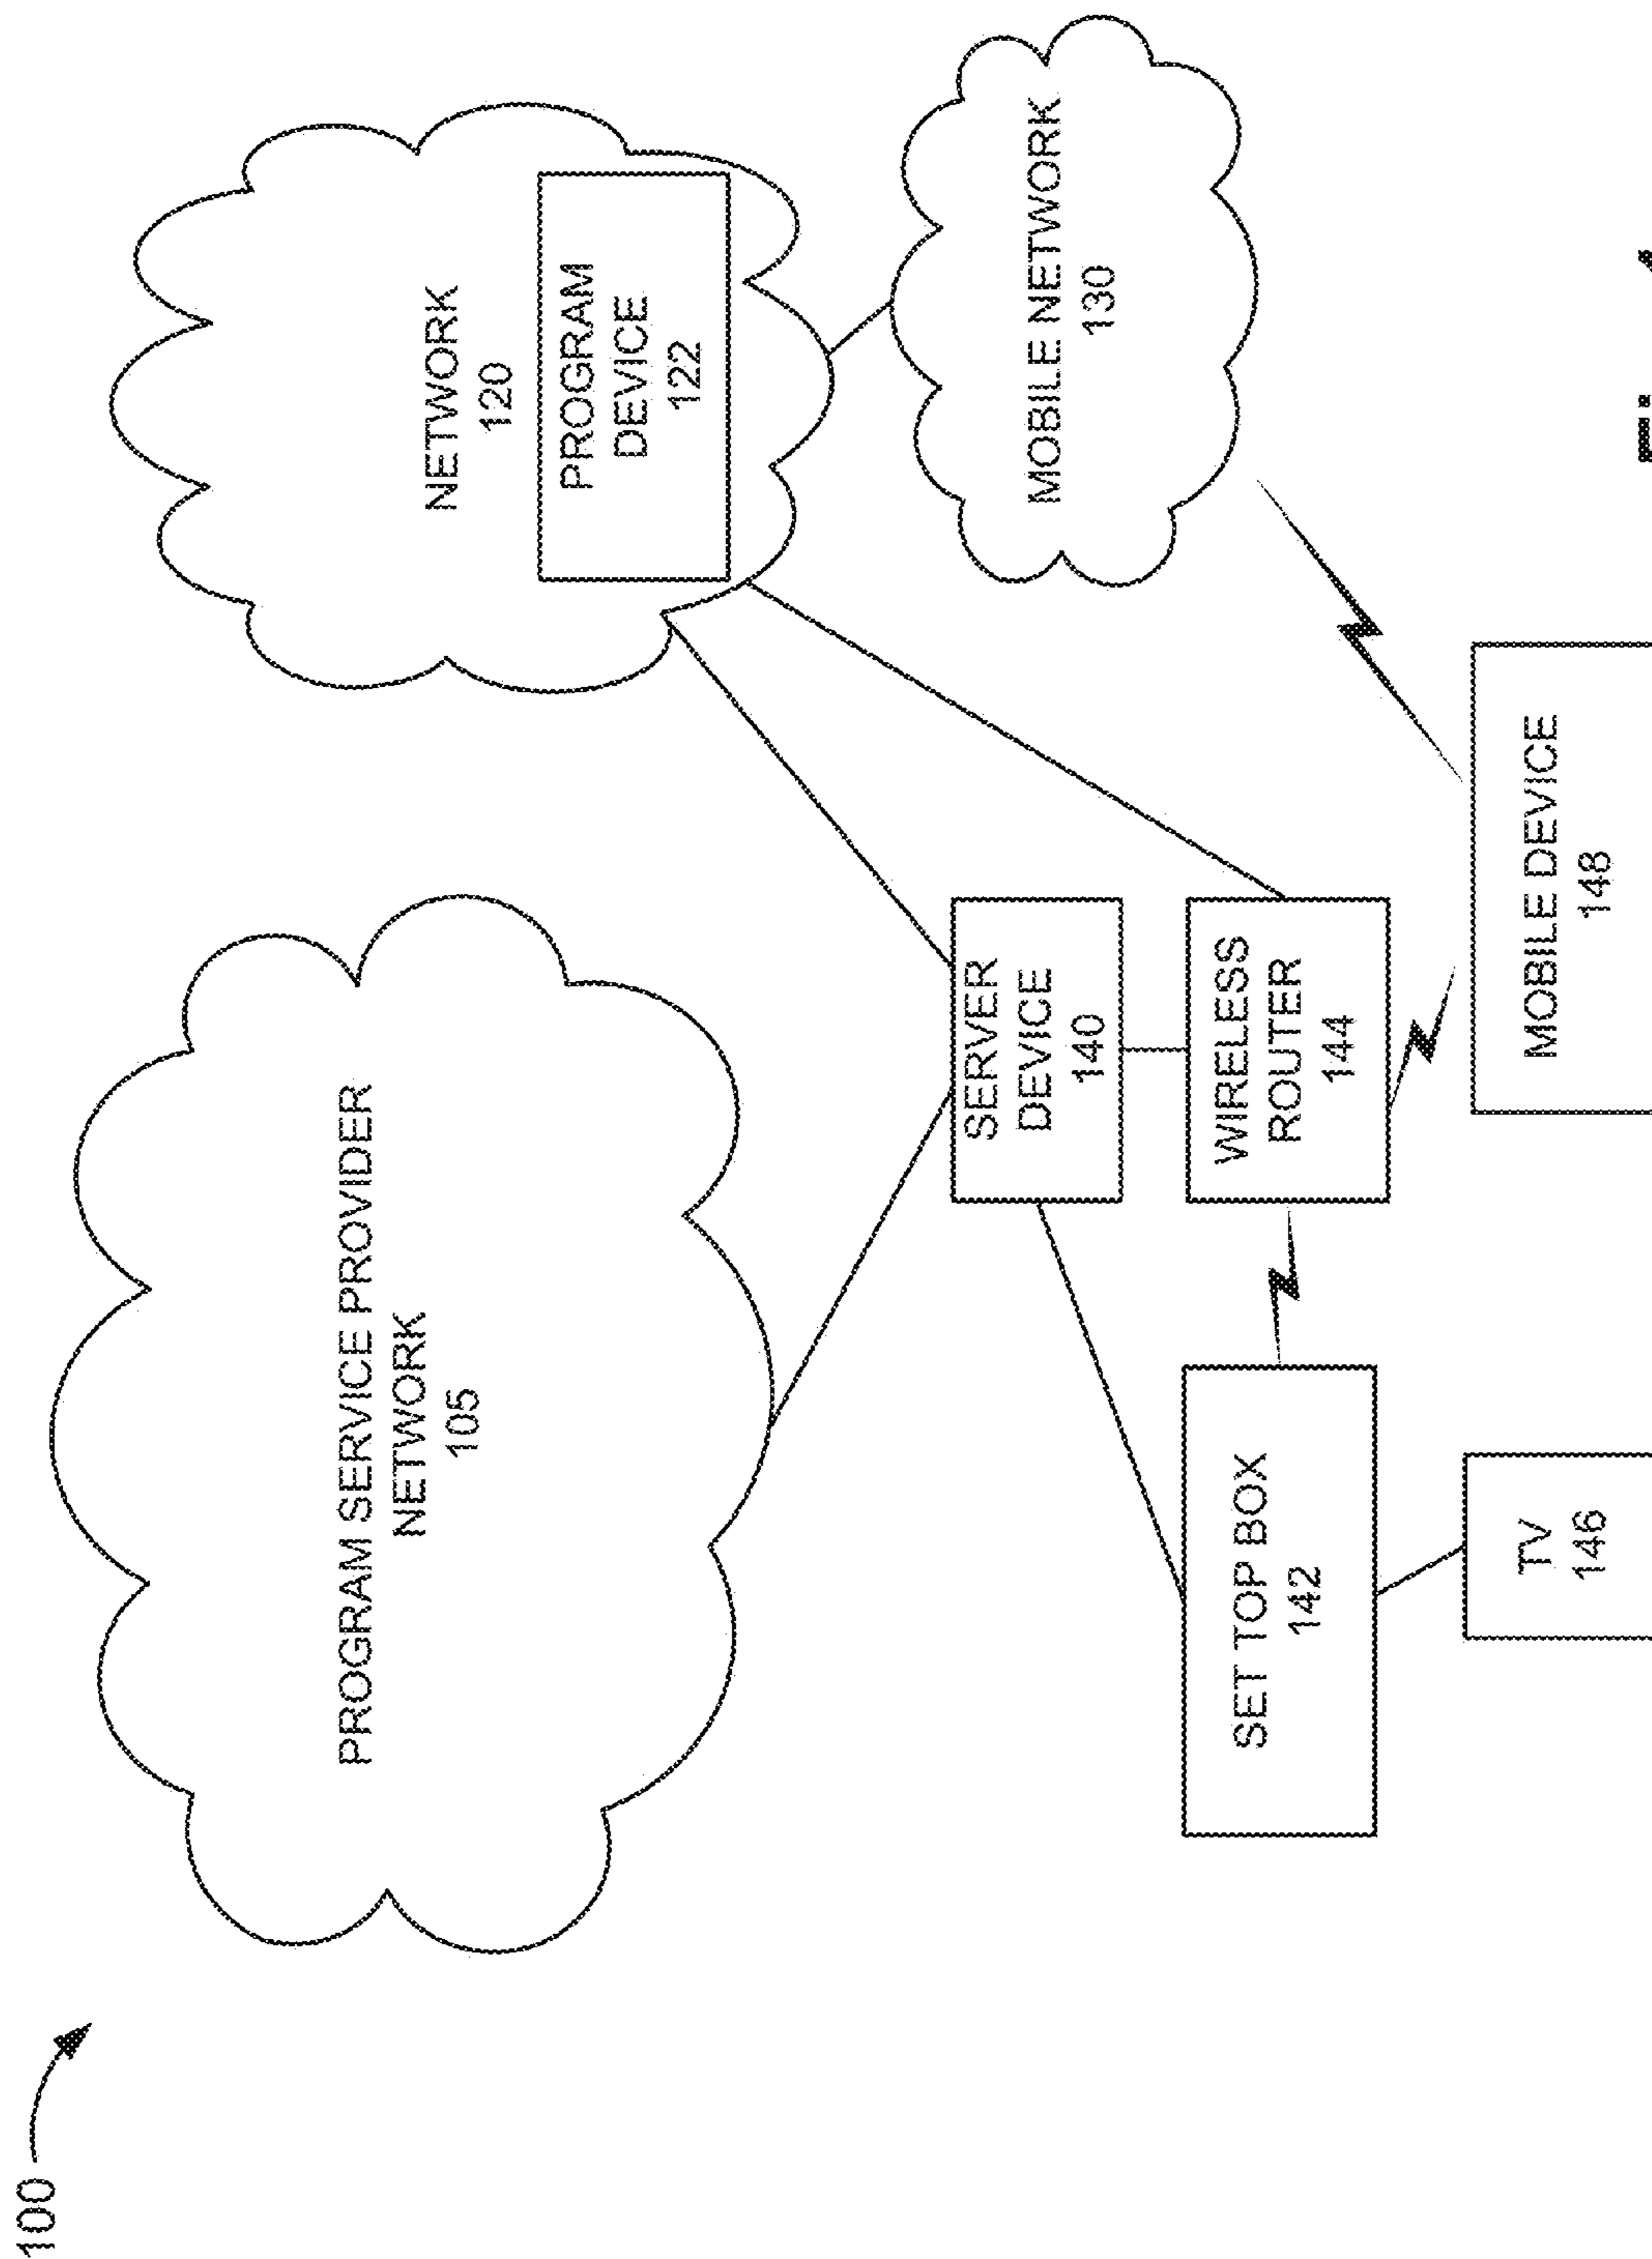 100
PROGRAM SERVICE PROVIDER
NETWORK
105
NETWORK
120
PROGRAM
DEVICE
122
MOBILE NETWORK
130
SERVER
DEVICE
140
WIRELESS
ROUTER
144
SET TOP BOX
142
TV
146
MOBILE DEVICE
148